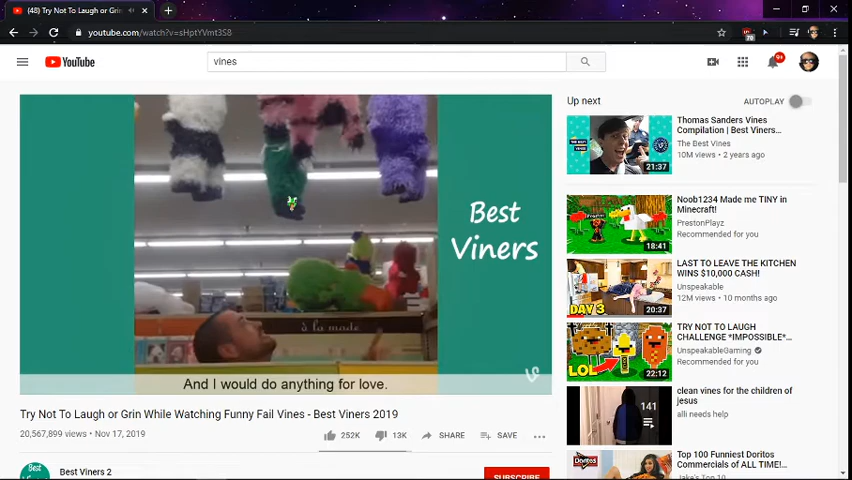 (48) Try Not To Laugh or Grin
youtube.com/watch?v=sHptYVmt3S8
YouTube
vines
9+
Best
Viners
à la mode
And I would do anything for love.
Try Not To Laugh or Grin While Watching Funny Fail Vines - Best Viners 2019
20,567,899 views • Nov 17, 2019
252K
13K
SHARE
SAVE
Best Viners 2
SUBSCRIBE
Up next
AUTOPLAY
21:37
Thomas Sanders Vines
Compilation | Best Viners...
The Best Vines
10M views • 2 years ago
18:41
Noob1234 Made me TINY in
Minecraft!
PrestonPlayz
Recommended for you
DAY 3
20:37
LAST TO LEAVE THE KITCHEN
WINS $10,000 CASH!
Unspeakable
12M views • 10 months ago
LOL
22:12
TRY NOT TO LAUGH
CHALLENGE *IMPOSSIBLE*...
UnspeakableGaming
Recommended for you
141
clean vines for the children of
jesus
alli needs help
Doritos
Top 100 Funniest Doritos
Commercials of ALL TIME!...
Jake's Top 10